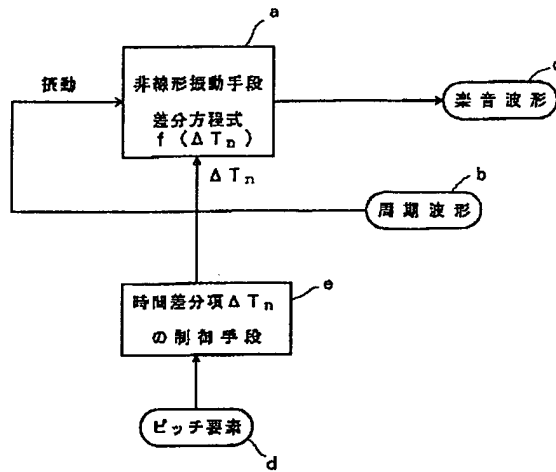 a
摂動
非線形振動手段
差分方程式
f (ΔTn)
c
楽音波形
ΔTn
b
周期波形
e
時間差分項ΔTn
の制御手段
ピッチ要素
d